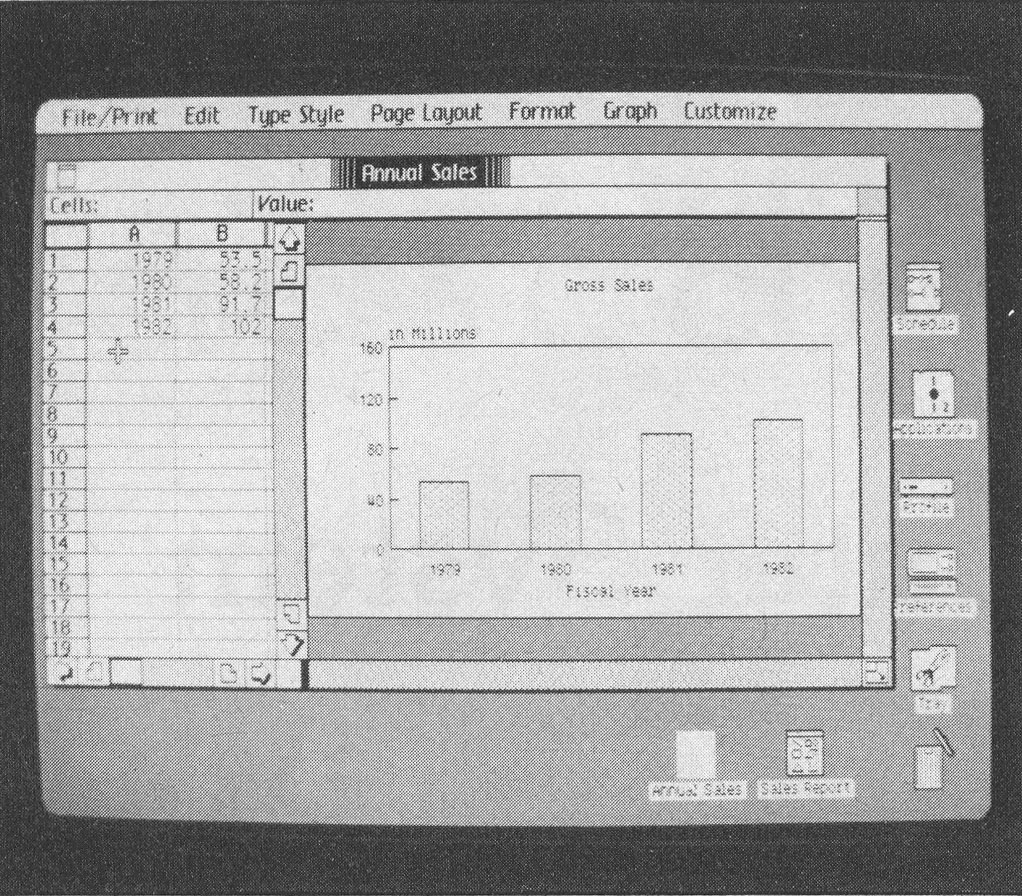 File/Print Edit Type Style Page Layout Format Graph Customize
Annual Sales
Cells: Value:
A B
1 1979 53.5
2 1980 58.2
3 1981 91.7
4 1982 102
5
6
7
8
9
10
11
12
13
14
15
16
17
18
19
Gross Sales
in Millions
160
120
80
40
0
1979 1980 1981 1982
Fiscal Year
Schedule
1
1 2
Applications
Profile
Preferences
Tray
Annual Sales Sales Report